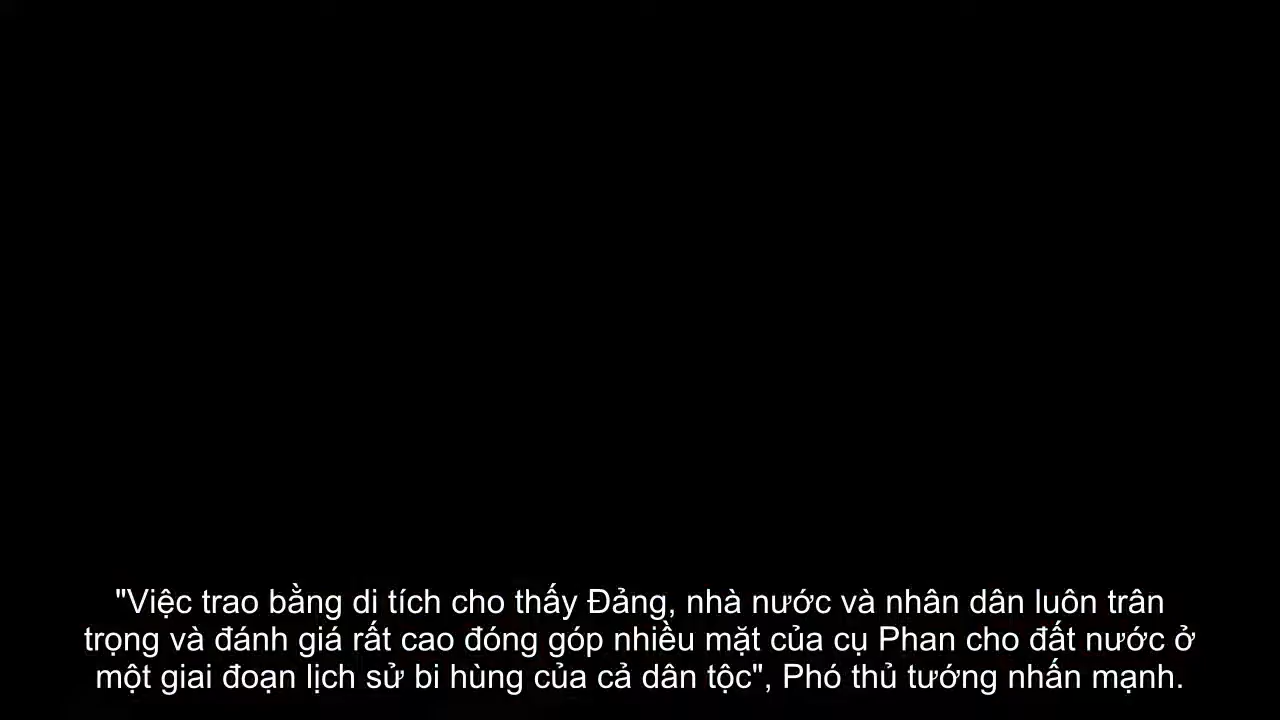 "Việc trao bằng di tích cho thấy Đảng, nhà nước và nhân dân luôn trân
trọng và đánh giá rất cao đóng góp nhiều mặt của cụ Phan cho đất nước ở
một giai đoạn lịch sử bi hùng của cả dân tộc", Phó thủ tướng nhấn mạnh.